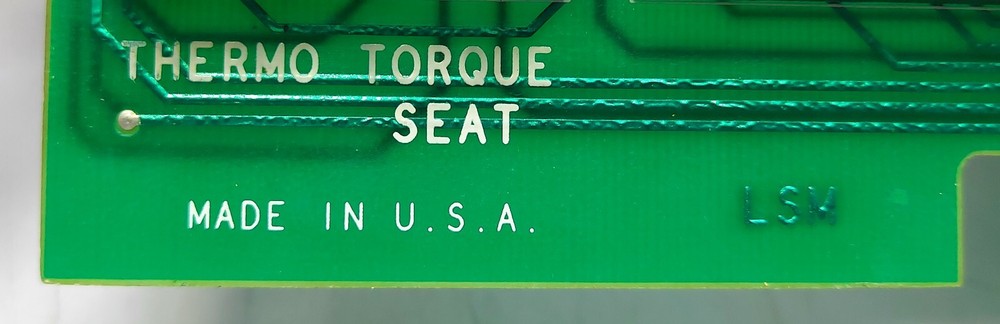 THERMO TORQUE
SEAT
MADE IN U.S.A.
LSM